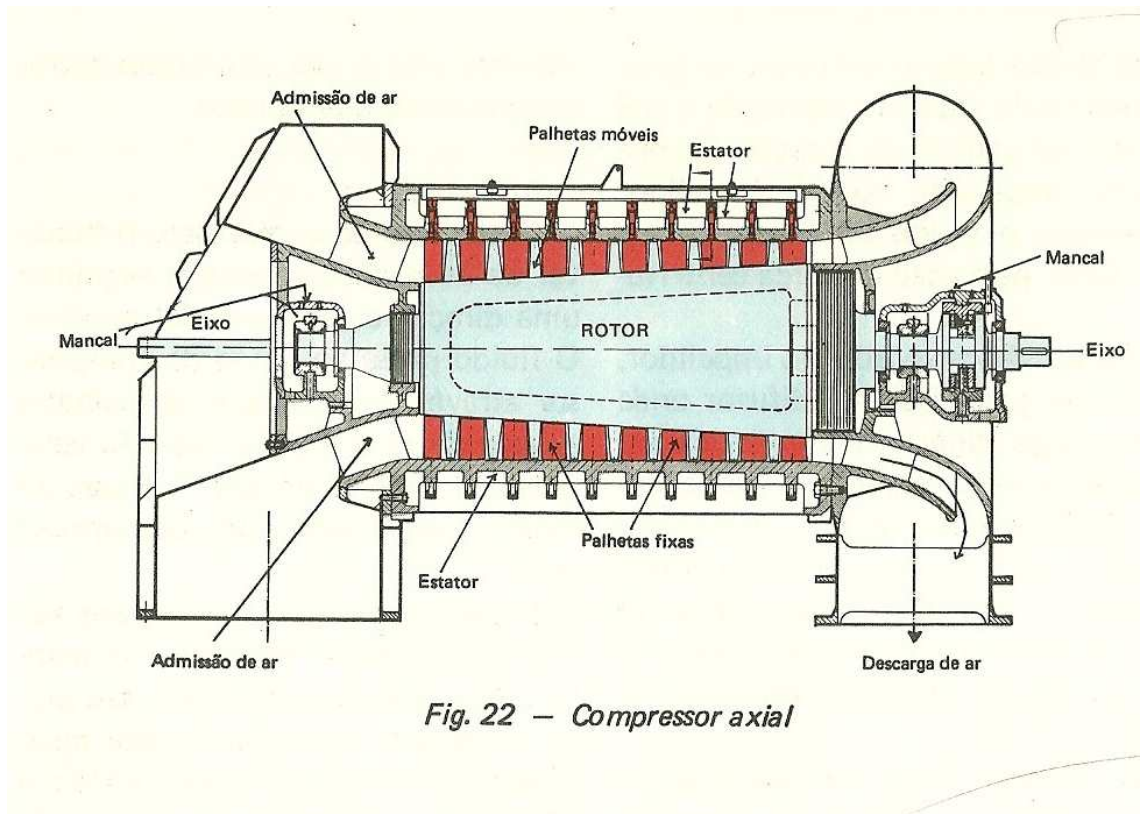 Admissão de ar
Palhetas móveis
Estator
Mancal
Eixo
Mancal
ROTOR
Eixo
Palhetas fixas
Estator
Admissão de ar
Descarga de ar
Fig. 22 — Compressor axial